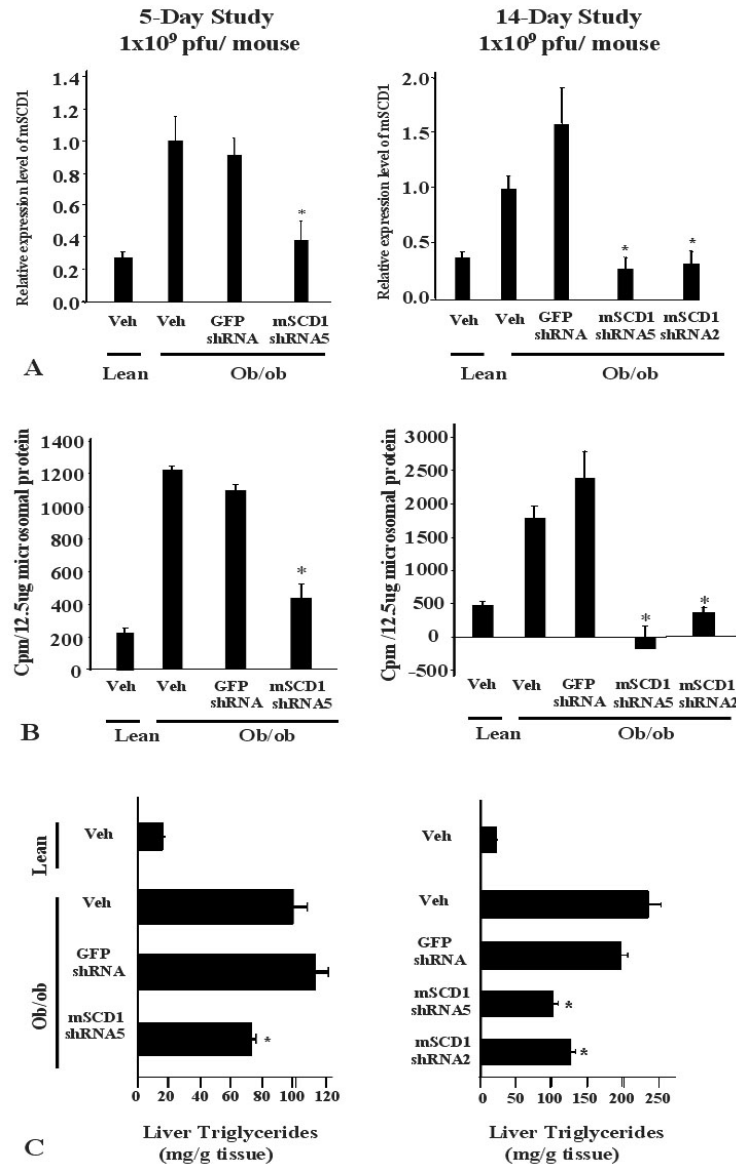 5-Day Study
1x10⁹ pfu/ mouse
14-Day Study
1x10⁹ pfu/ mouse
Relative expression level of mSCD1
1.4
1.2
1.0
0.8
0.6
0.4
0.2
0.0
*
Veh
Veh
GFP
shRNA
mSCD1
shRNA5
Lean
Ob/ob
Relative expression level of mSCD1
2.0
1.5
1.0
0.5
0.0
*
*
Veh
Veh
GFP
shRNA
mSCD1
shRNA5
mSCD1
shRNA2
Lean
Ob/ob
A
Cpm/12.5ug microsomal protein
1400
1200
1000
800
600
400
200
0
*
Veh
Veh
GFP
shRNA
mSCD1
shRNA5
Lean
Ob/ob
Cpm /12.5ug microsomal protein
3000
2500
2000
1500
1000
500
0
-500
*
*
Veh
Veh
GFP
shRNA
mSCD1
shRNA5
mSCD1
shRNA2
Lean
Ob/ob
B
Lean
Veh
Ob/ob
Veh
GFP
shRNA
mSCD1
shRNA5
*
0 20 40 60 80 100 120
Liver Triglycerides
(mg/g tissue)
Veh
Veh
GFP
shRNA
mSCD1
shRNA5
*
mSCD1
shRNA2
*
0 50 100 150 200 250
Liver Triglycerides
(mg/g tissue)
C